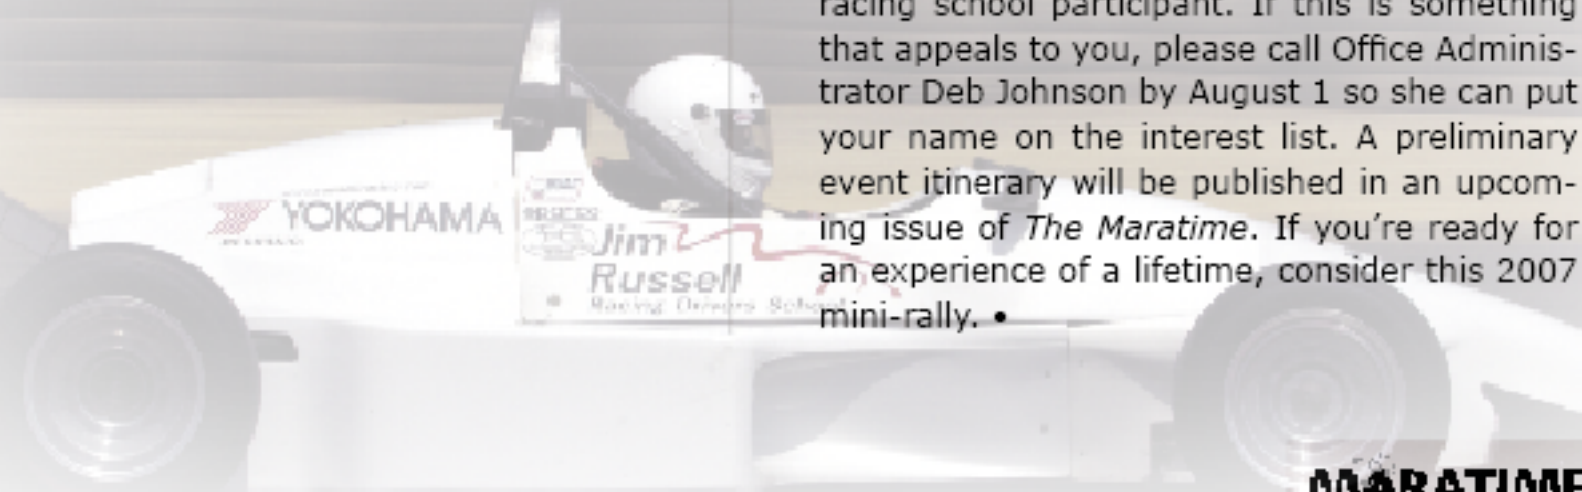 racing school participant. If this is something
that appeals to you, please call Office Adminis-
trator Deb Johnson by August 1 so she can put
your name on the interest list. A preliminary
event itinerary will be published in an upcom-
ing issue of The Maratime. If you’re ready for
an experience of a lifetime, consider this 2007
mini-rally. •
YOKOHAMA
Jim
Russell
Racing Drivers School
MARATIME